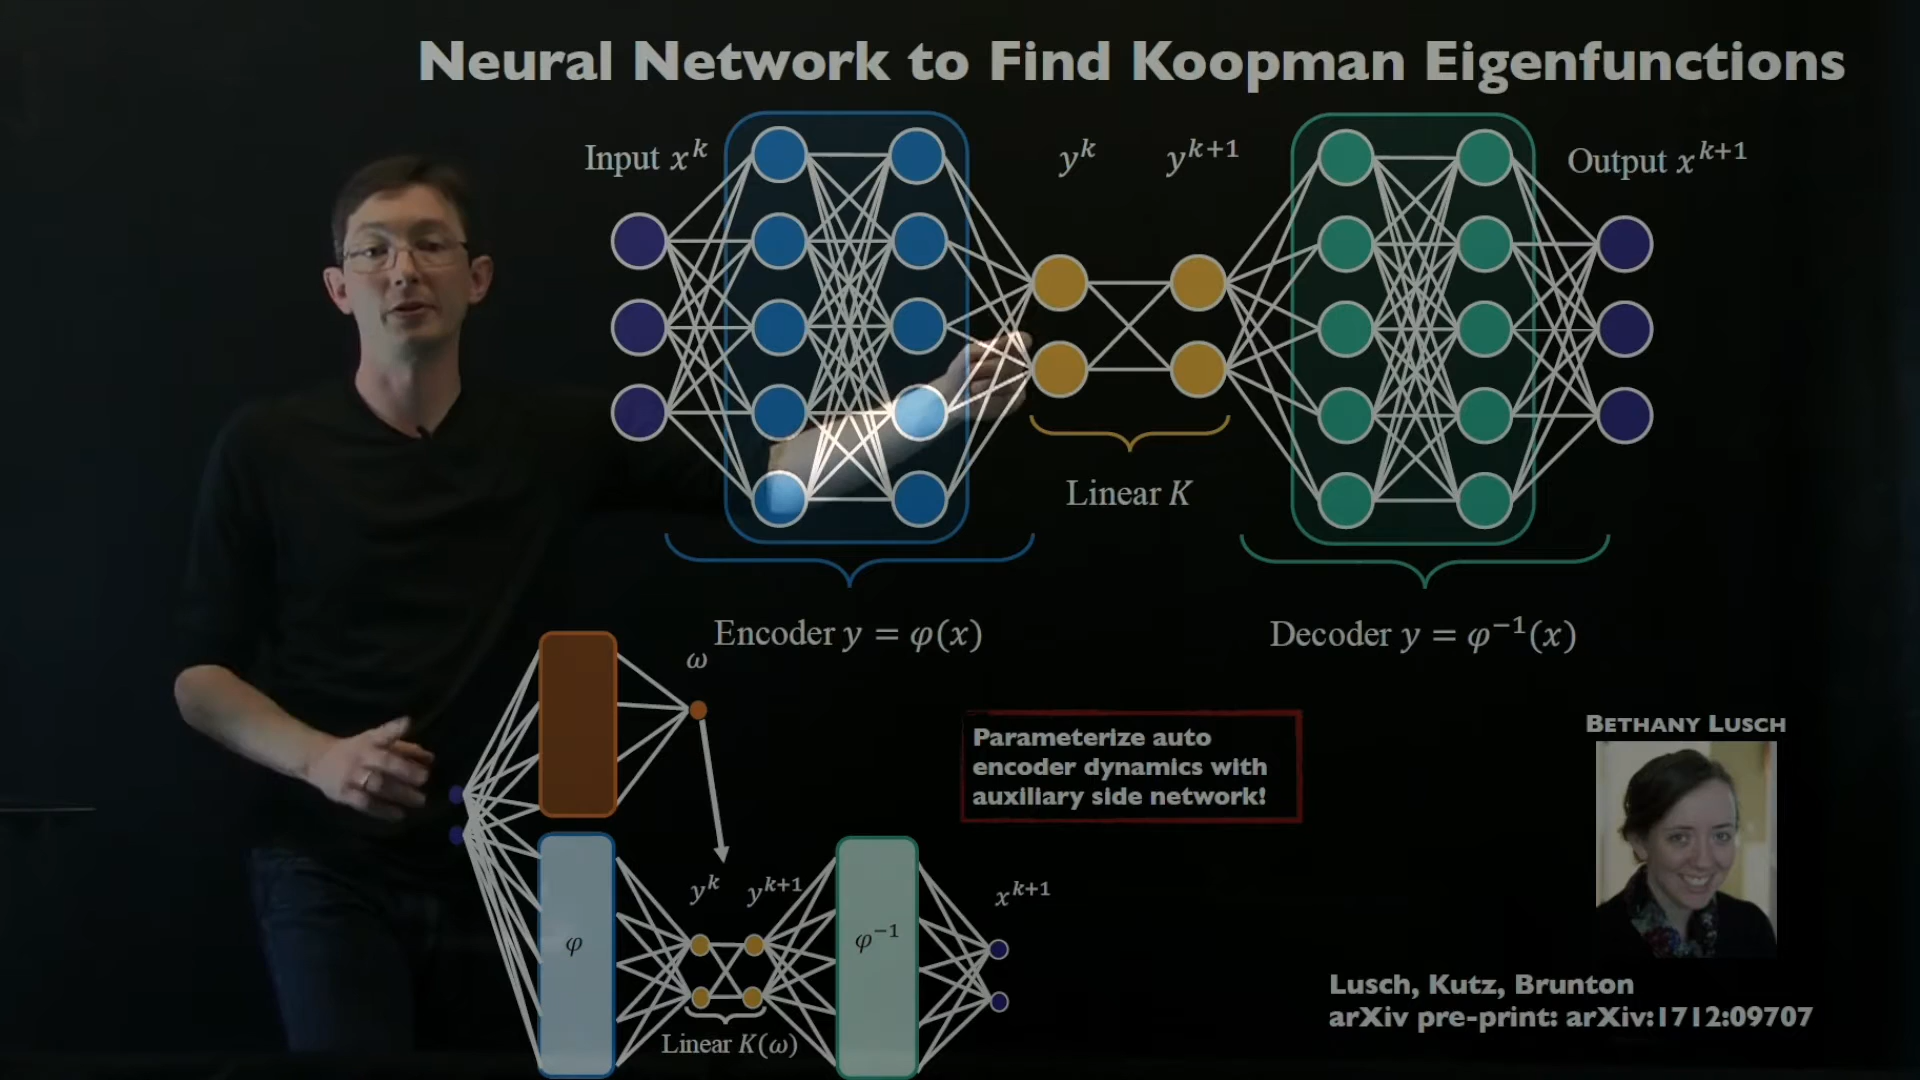 Neural Network to Find Koopman Eigenfunctions
Input x^k
y^k
y^{k+1}
Output x^{k+1}
Linear K
Encoder y = φ(x)
Decoder y = φ^{-1}(x)
ω
Parameterize auto
encoder dynamics with
auxiliary side network!
BETHANY LUSCH
y^k
y^{k+1}
x^{k+1}
φ
φ^{-1}
Linear K(ω)
Lusch, Kutz, Brunton
arXiv pre-print: arXiv:1712:09707